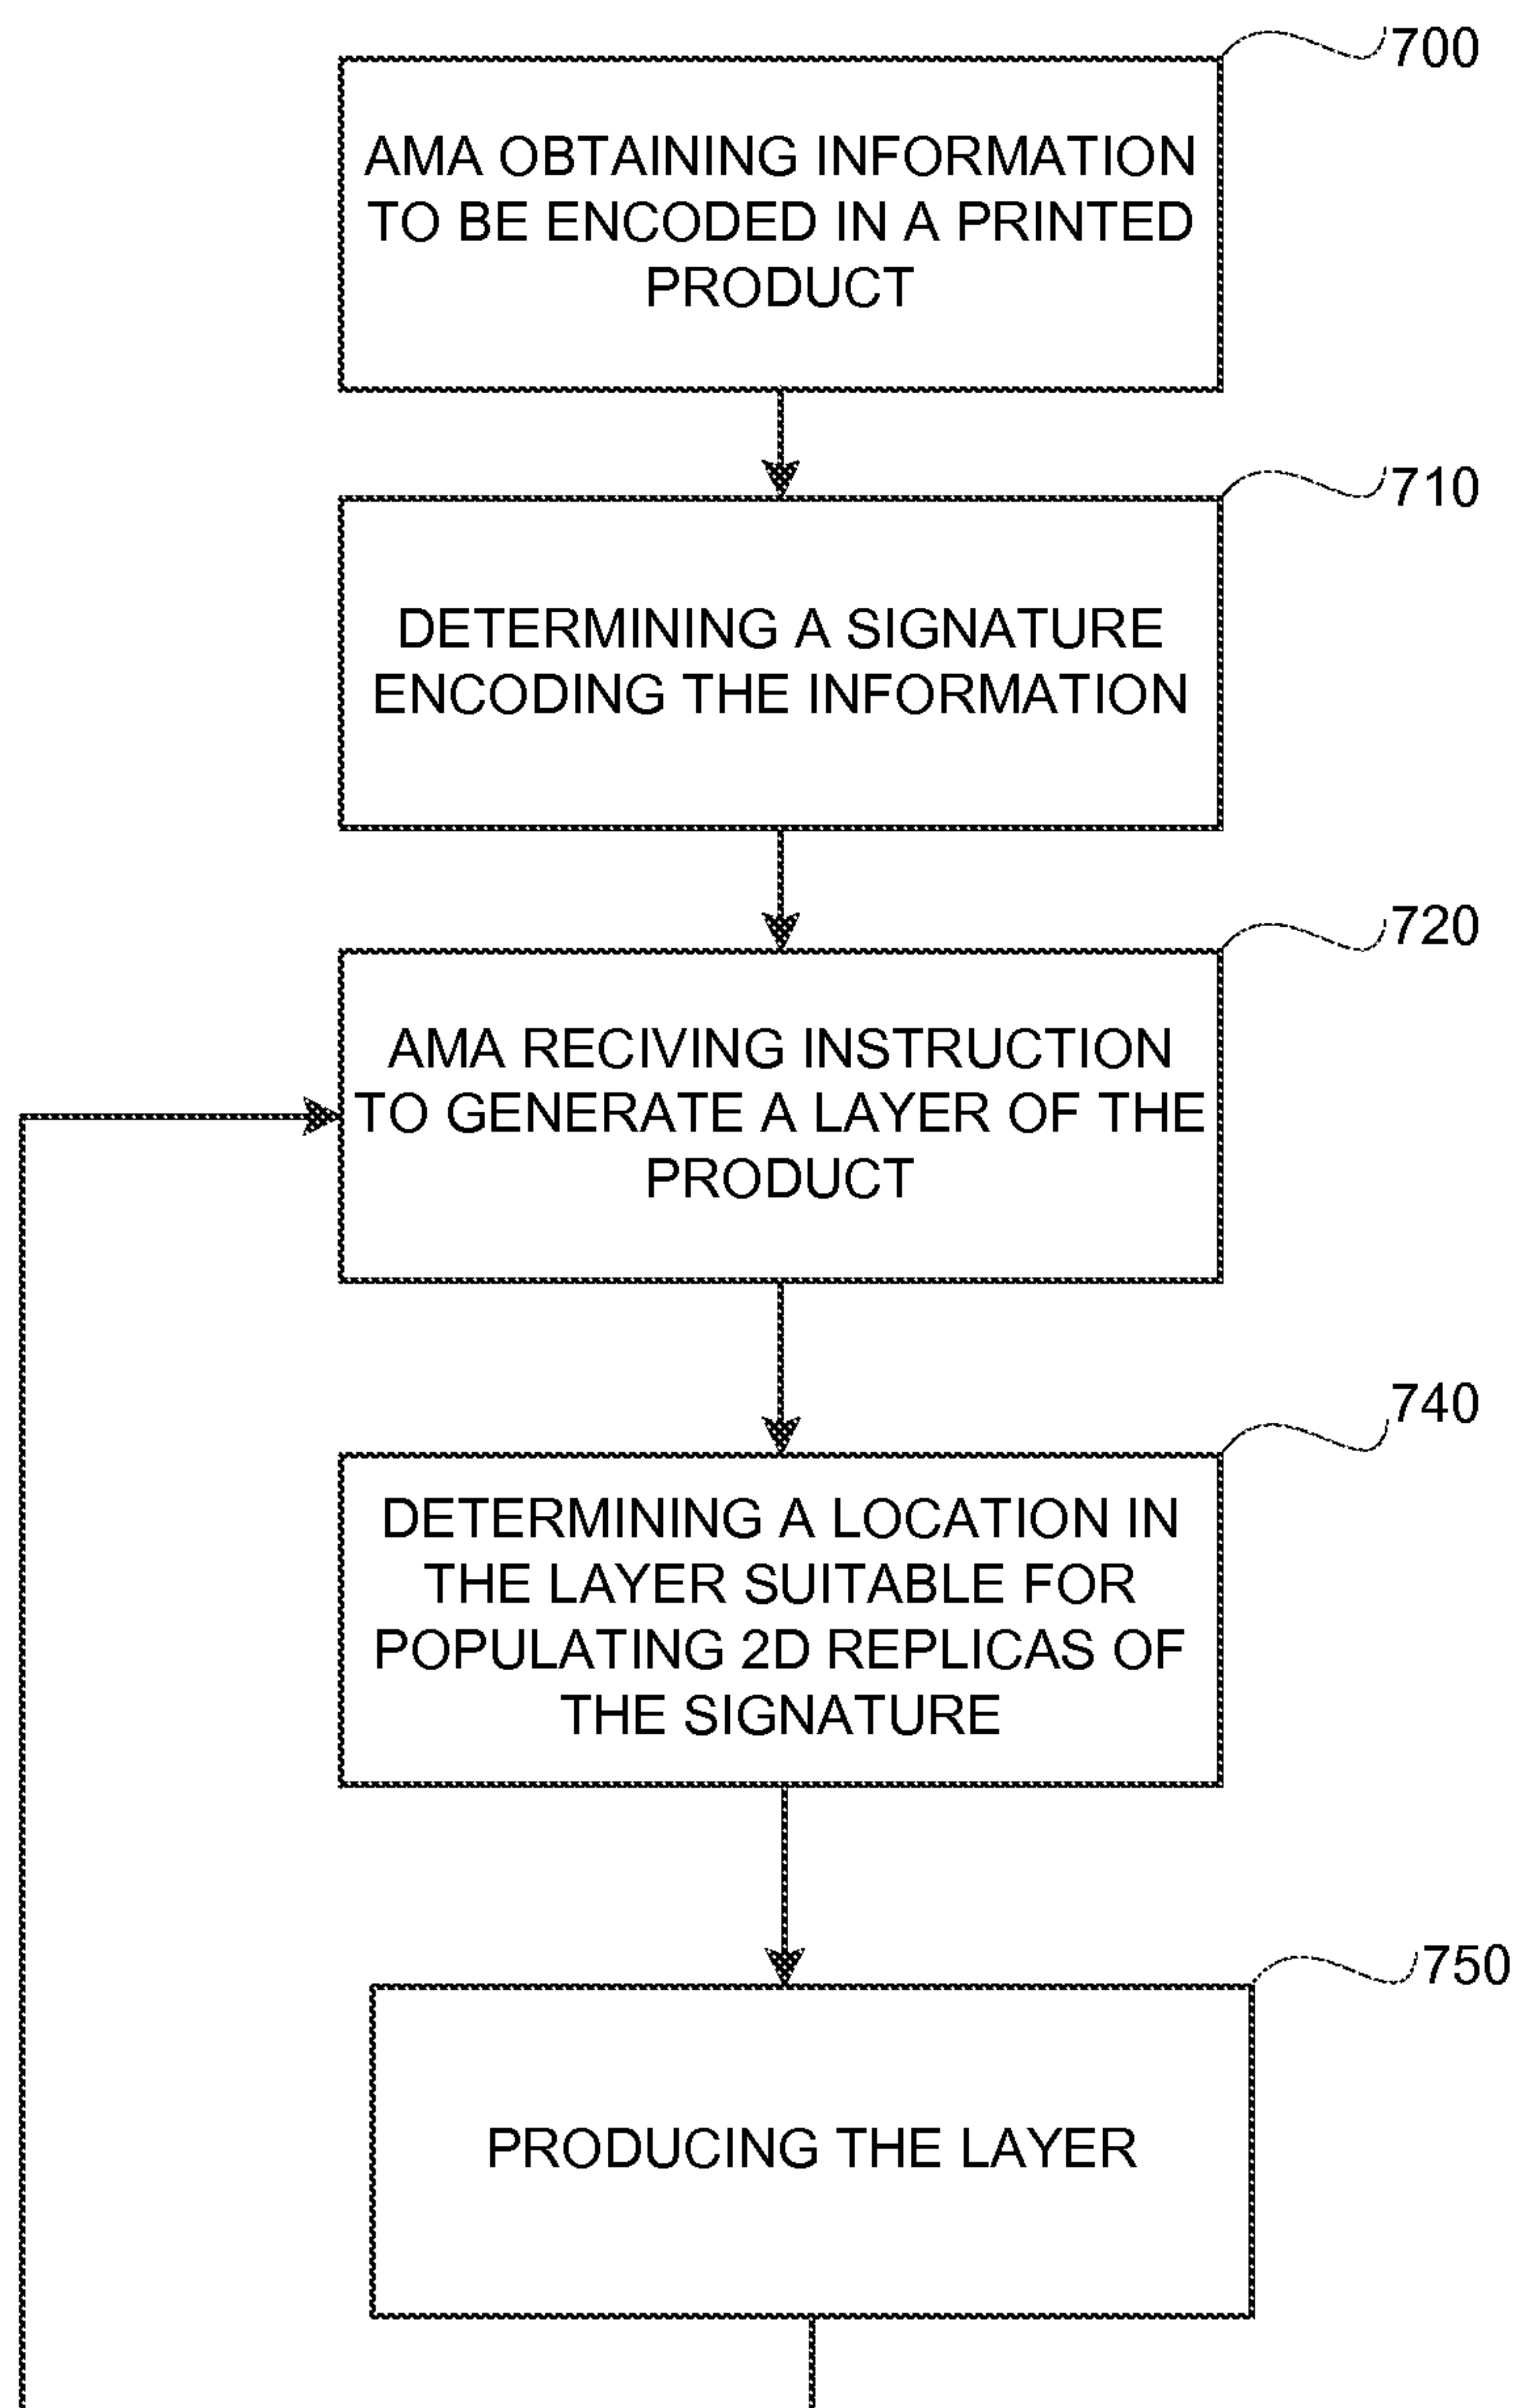 700
AMA OBTAINING INFORMATION
TO BE ENCODED IN A PRINTED
PRODUCT
710
DETERMINING A SIGNATURE
ENCODING THE INFORMATION
720
AMA RECIVING INSTRUCTION
TO GENERATE A LAYER OF THE
PRODUCT
740
DETERMINING A LOCATION IN
THE LAYER SUITABLE FOR
POPULATING 2D REPLICAS OF
THE SIGNATURE
750
PRODUCING THE LAYER